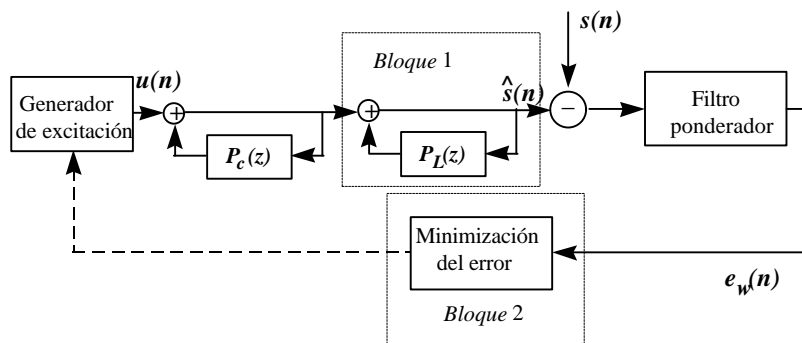 s(n)
Bloque 1
u(n)
ŝ(n)
Generador
de excitación
+
+
−
Filtro
ponderador
P_c(z)
P_L(z)
Minimización
del error
e_w(n)
Bloque 2